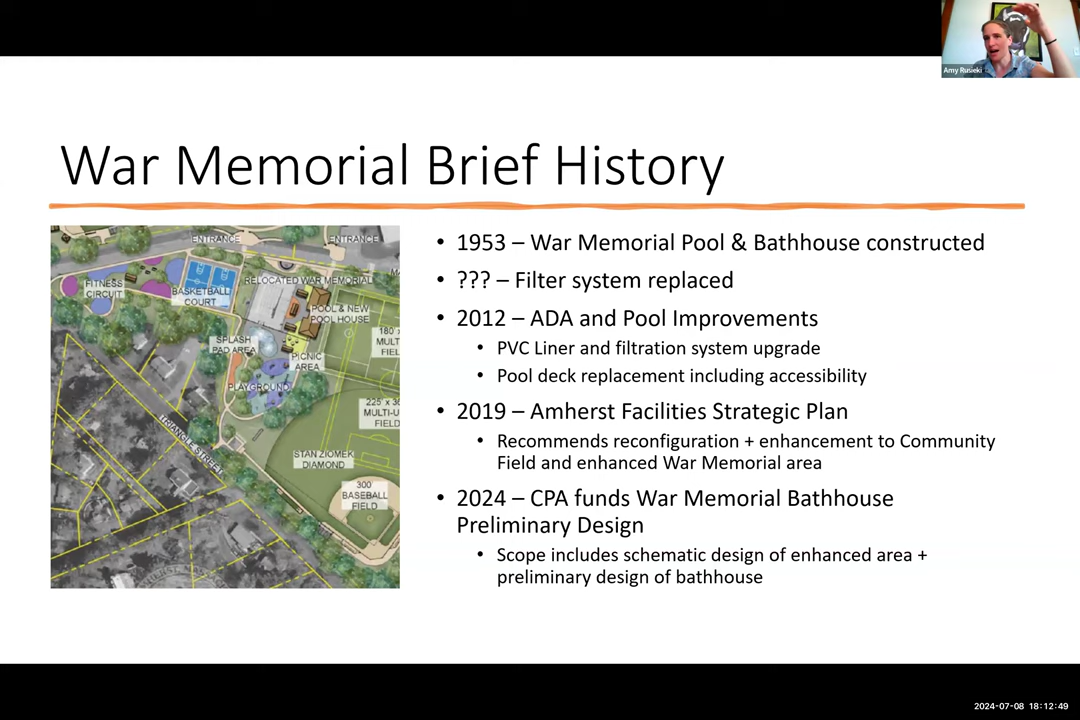 Amy Rusiecki
War Memorial Brief History
• 1953 – War Memorial Pool & Bathhouse constructed
• ??? – Filter system replaced
• 2012 – ADA and Pool Improvements
• PVC Liner and filtration system upgrade
• Pool deck replacement including accessibility
• 2019 – Amherst Facilities Strategic Plan
• Recommends reconfiguration + enhancement to Community
Field and enhanced War Memorial area
• 2024 – CPA funds War Memorial Bathhouse
Preliminary Design
• Scope includes schematic design of enhanced area +
preliminary design of bathhouse
ENTRANCE
ENTRANCE
FITNESS
CIRCUIT
BASKETBALL
COURT
RELOCATED WAR MEMORIAL
POOL & NEW
POOL HOUSE
SPLASH
PAD AREA
PICNIC
AREA
PLAYGROUND
180' x
MULT
FIEL
225' x 36
MULTI-U
FIELD
TRIANGLE STREET
STAN ZIOMEK
DIAMOND
300
BASEBALL
FIELD
2024-07-08 18:12:49